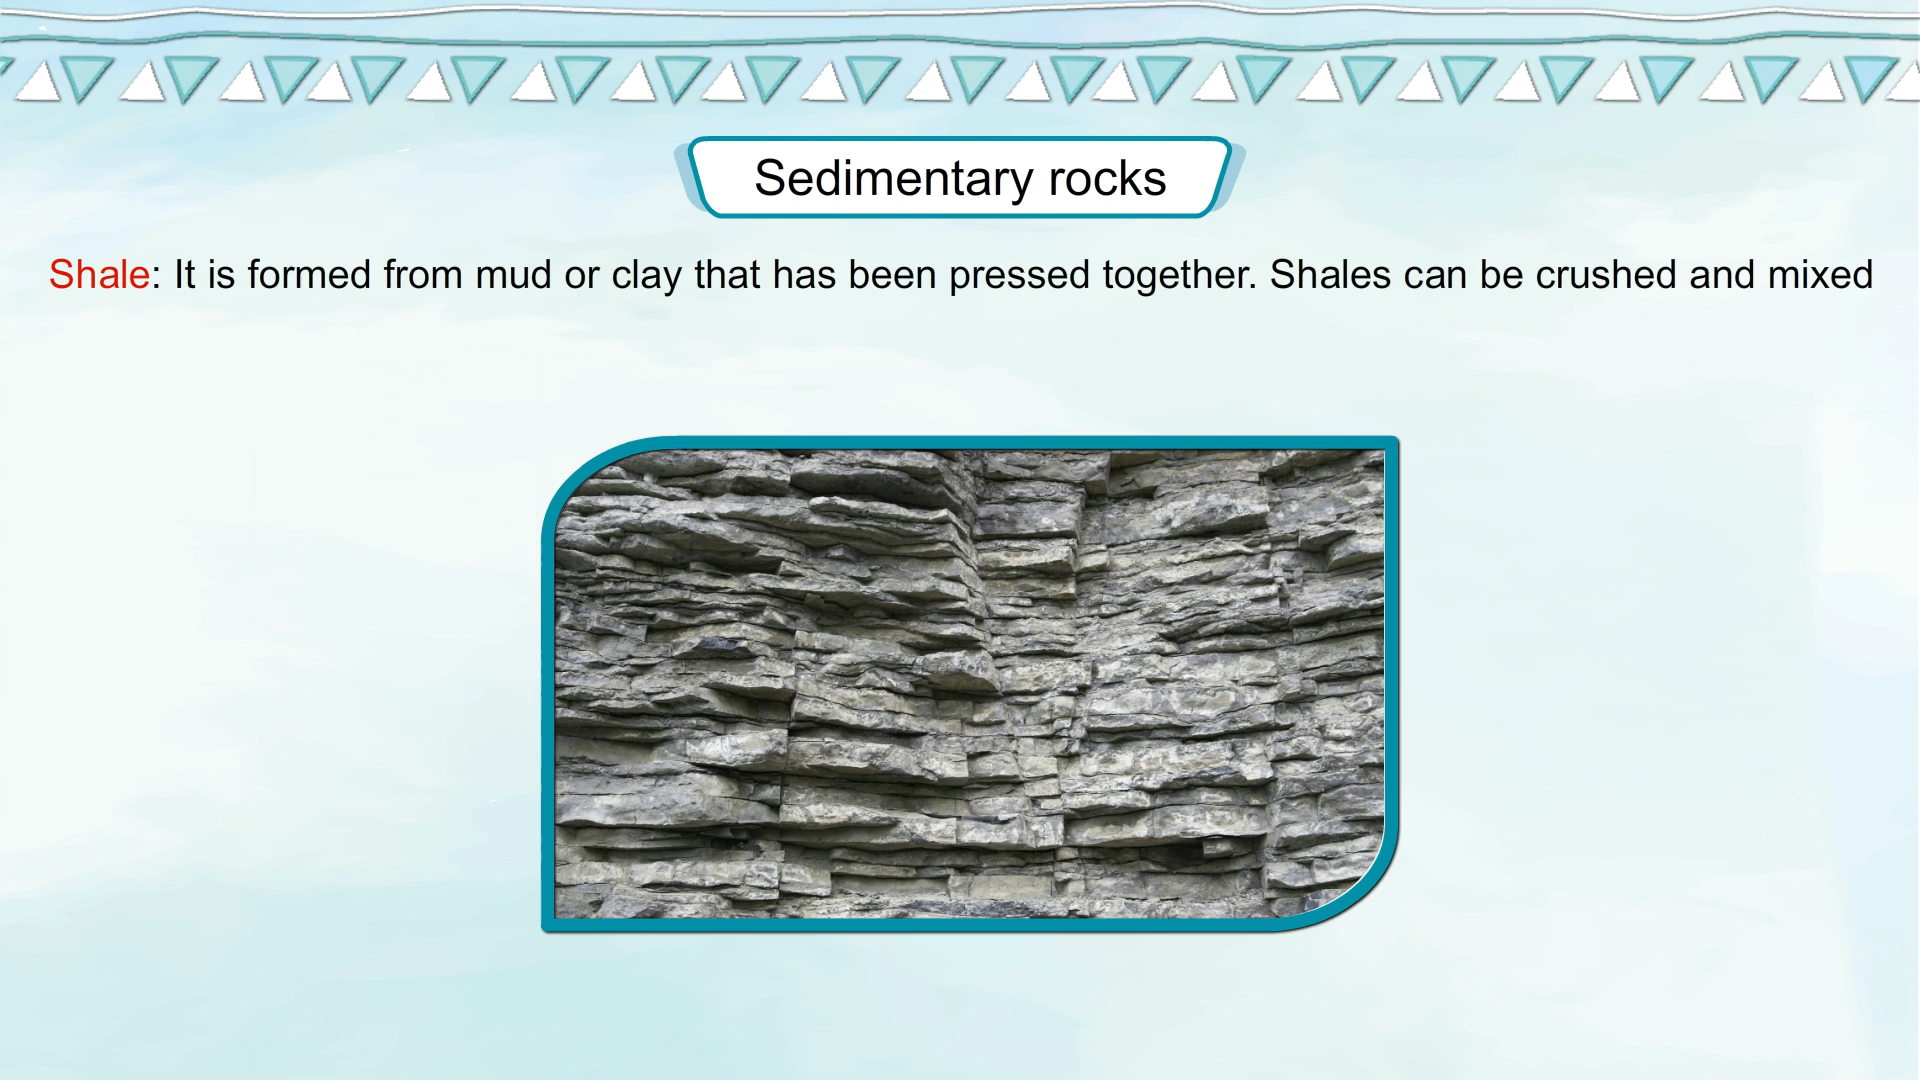 Sedimentary rocks
Shale: It is formed from mud or clay that has been pressed together. Shales can be crushed and mixed